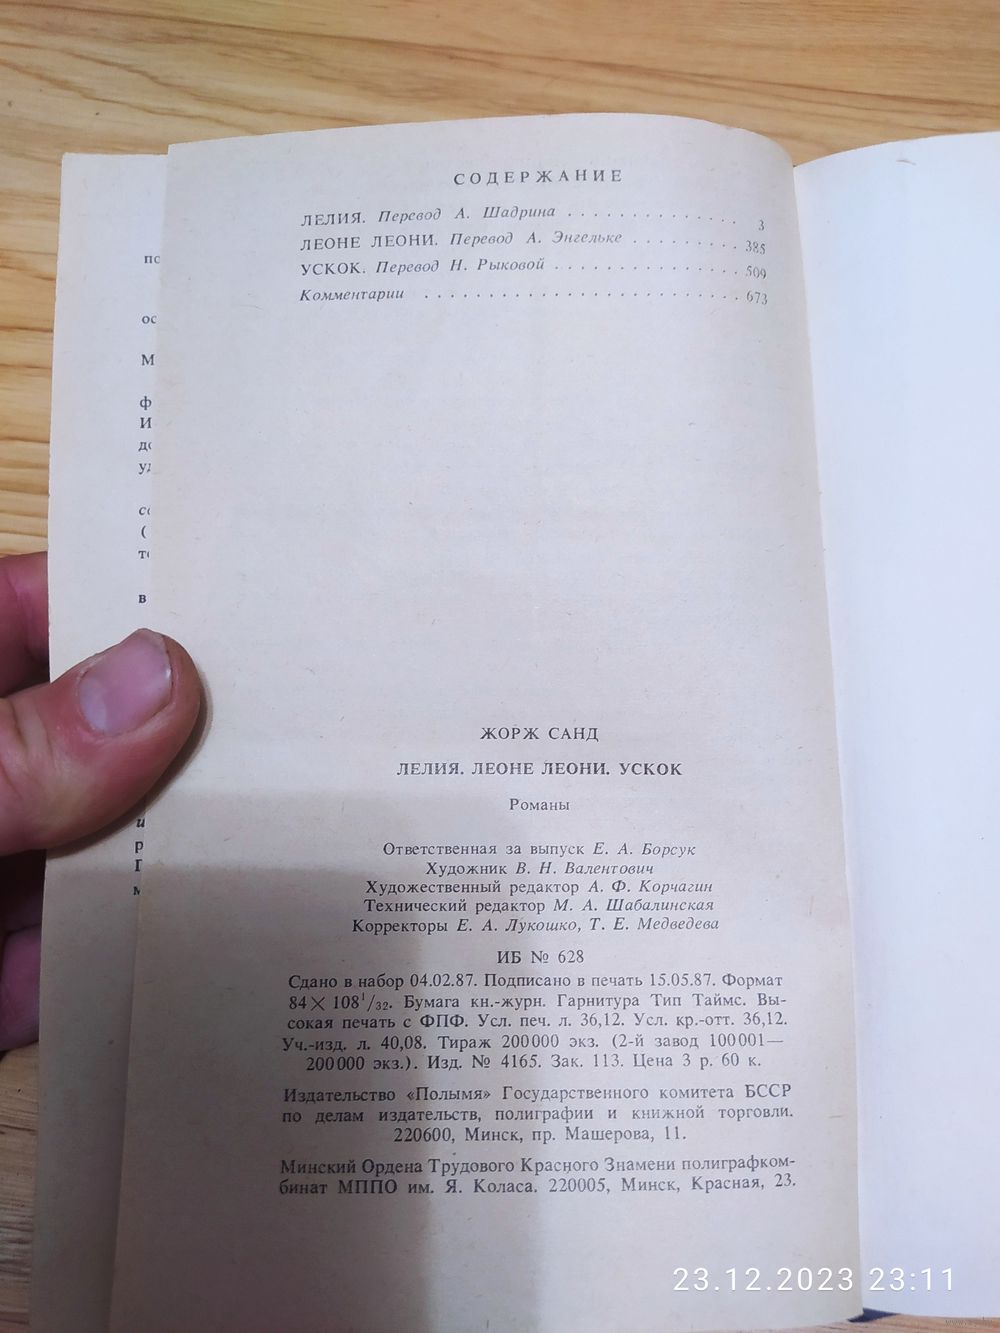 СОДЕРЖАНИЕ
ЛЕЛИЯ. Перевод А. Шадрина . . . . . . . . . . . . . . 3
ЛЕОНЕ ЛЕОНИ. Перевод А. Энгельке . . . . . . . . . 385
УСКОК. Перевод Н. Рыковой . . . . . . . . . . . . . . . 509
Комментарии . . . . . . . . . . . . . . . . . . . . . . . . . 673
по
ос
М
ф
И
в
р
ЖОРЖ САНД
ЛЕЛИЯ. ЛЕОНЕ ЛЕОНИ. УСКОК
Романы
Ответственная за выпуск Е. А. Борсук
Художник В. Н. Валентович
Художественный редактор А. Ф. Корчагин
Технический редактор М. А. Шабалинская
Корректоры Е. А. Лукошко, Т. Е. Медведева
ИБ № 628
Сдано в набор 04.02.87. Подписано в печать 15.05.87. Формат
84×108¹/₃₂. Бумага кн.-журн. Гарнитура Тип Таймс. Вы-
сокая печать с ФПФ. Усл. печ. л. 36,12. Усл. кр.-отт. 36,12.
Уч.-изд. л. 40,08. Тираж 200000 экз. (2-й завод 100001—
200000 экз.). Изд. № 4165. Зак. 113. Цена 3 р. 60 к.
Издательство «Полымя» Государственного комитета БССР
по делам издательств, полиграфии и книжной торговли.
220600, Минск, пр. Машерова, 11.
Минский Ордена Трудового Красного Знамени полиграфком-
бинат МППО им. Я. Коласа. 220005, Минск, Красная, 23.
23.12.2023 23:11